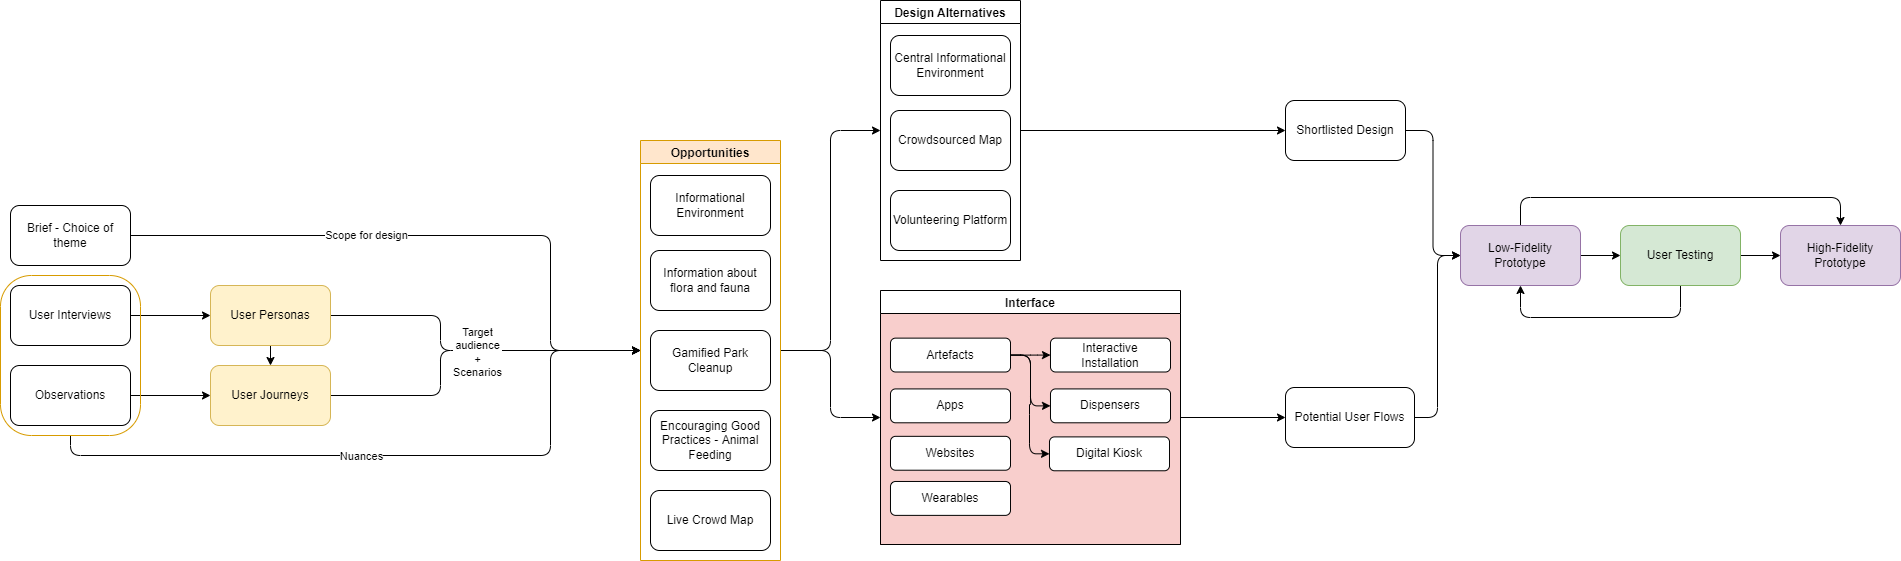 Brief - Choice of
theme
User Interviews
Observations
Scope for design
Nuances
User Personas
User Journeys
Target
audience
+
Scenarios
Opportunities
Informational
Environment
Information about
flora and fauna
Gamified Park
Cleanup
Encouraging Good
Practices - Animal
Feeding
Live Crowd Map
Design Alternatives
Central Informational
Environment
Crowdsourced Map
Volunteering Platform
Interface
Artefacts
Apps
Websites
Wearables
Interactive
Installation
Dispensers
Digital Kiosk
Shortlisted Design
Potential User Flows
Low-Fidelity
Prototype
User Testing
High-Fidelity
Prototype